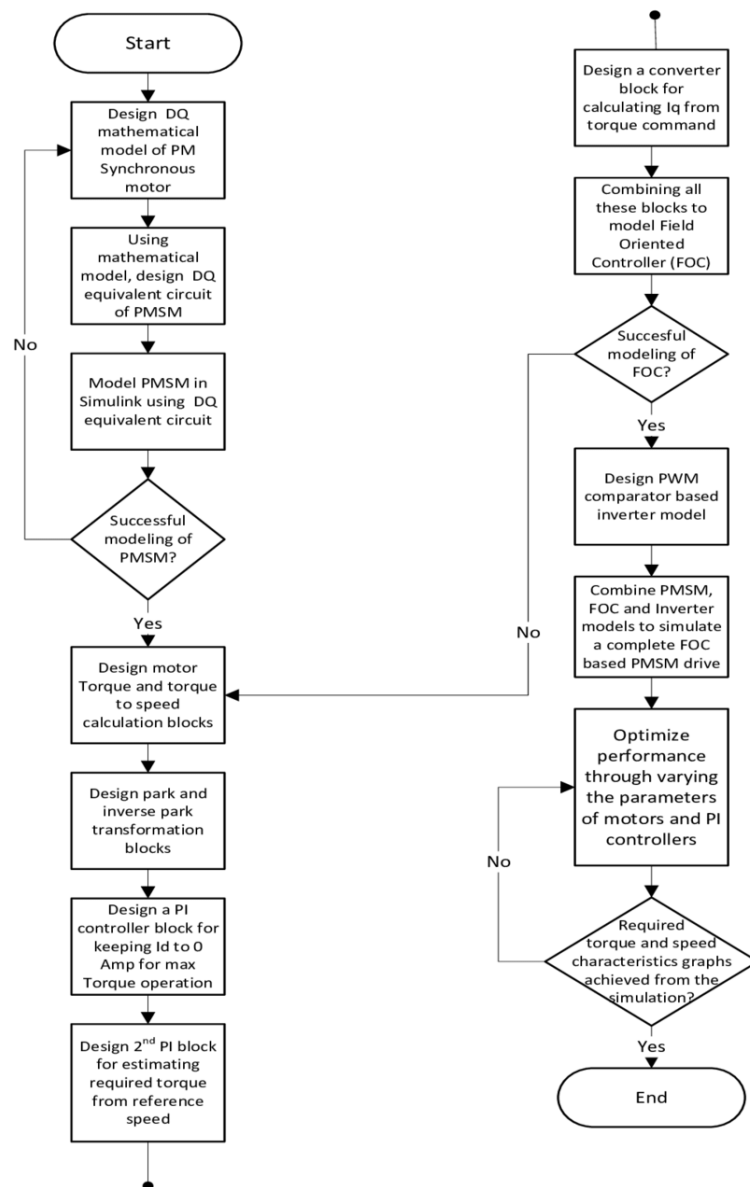 Start
Design DQ
mathematical
model of PM
Synchronous
motor
Using
mathematical
model, design DQ
equivalent circuit
of PMSM
No
Model PMSM in
Simulink using DQ
equivalent circuit
Successful
modeling of
PMSM?
Yes
Design motor
Torque and torque
to speed
calculation blocks
Design park and
inverse park
transformation
blocks
Design a PI
controller block for
keeping Id to 0
Amp for max
Torque operation
Design 2nd PI block
for estimating
required torque
from reference
speed
Design a converter
block for
calculating Iq from
torque command
Combining all
these blocks to
model Field
Oriented
Controller (FOC)
Succesful
modeling of
FOC?
No
Yes
Design PWM
comparator based
inverter model
Combine PMSM,
FOC and Inverter
models to simulate
a complete FOC
based PMSM drive
Optimize
performance
through varying
the parameters
of motors and PI
controllers
No
Required
torque and speed
characteristics graphs
achieved from the
simulation?
Yes
End